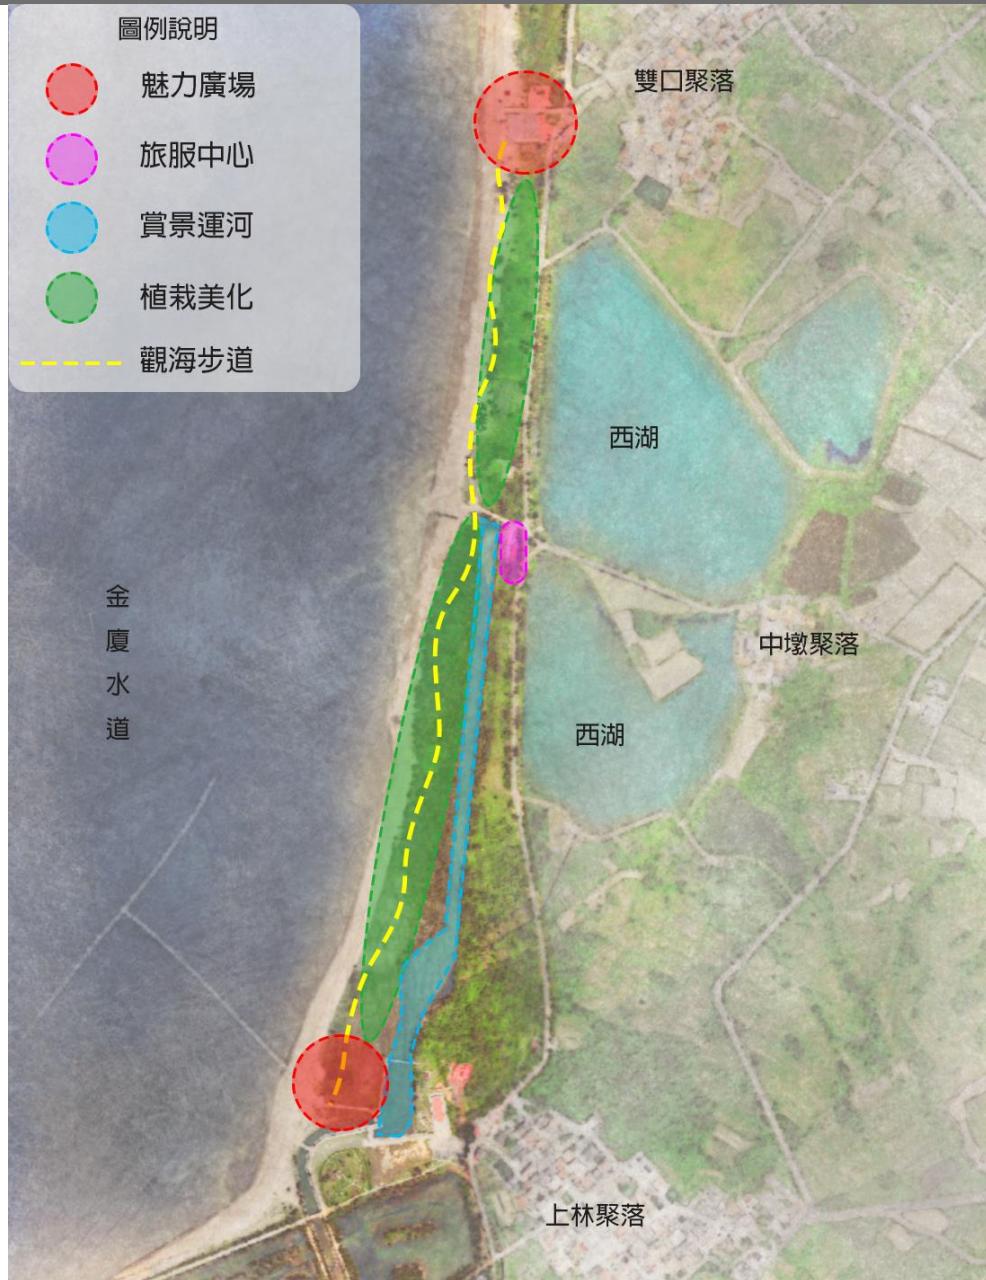 圖例說明
魅力廣場
旅服中心
賞景運河
植栽美化
觀海步道
雙口聚落
西湖
金廈水道
中墩聚落
西湖
上林聚落